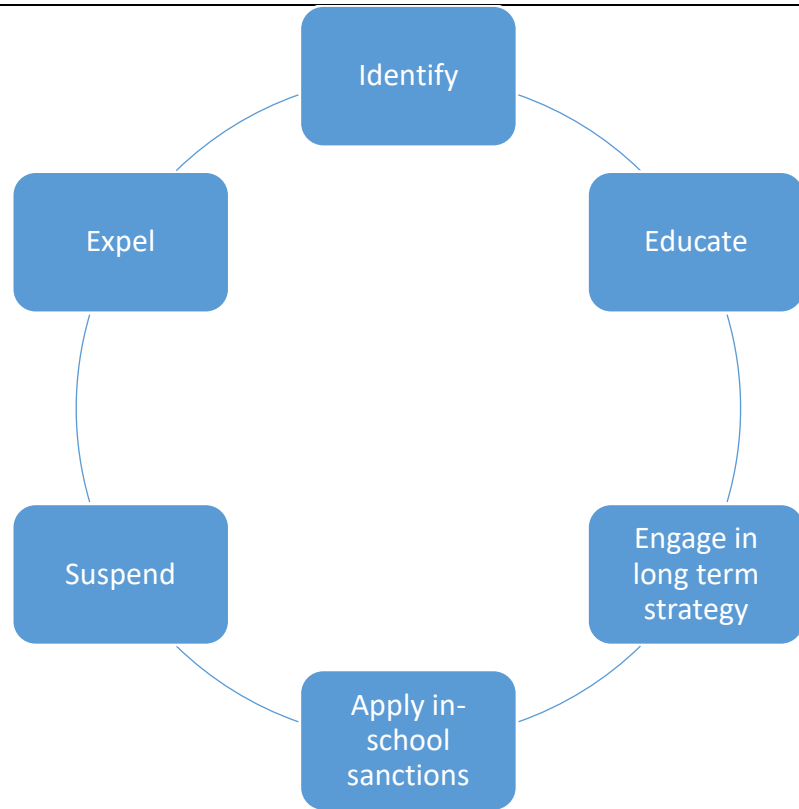 Identify
Educate
Engage in
long term
strategy
Apply in-
school
sanctions
Suspend
Expel